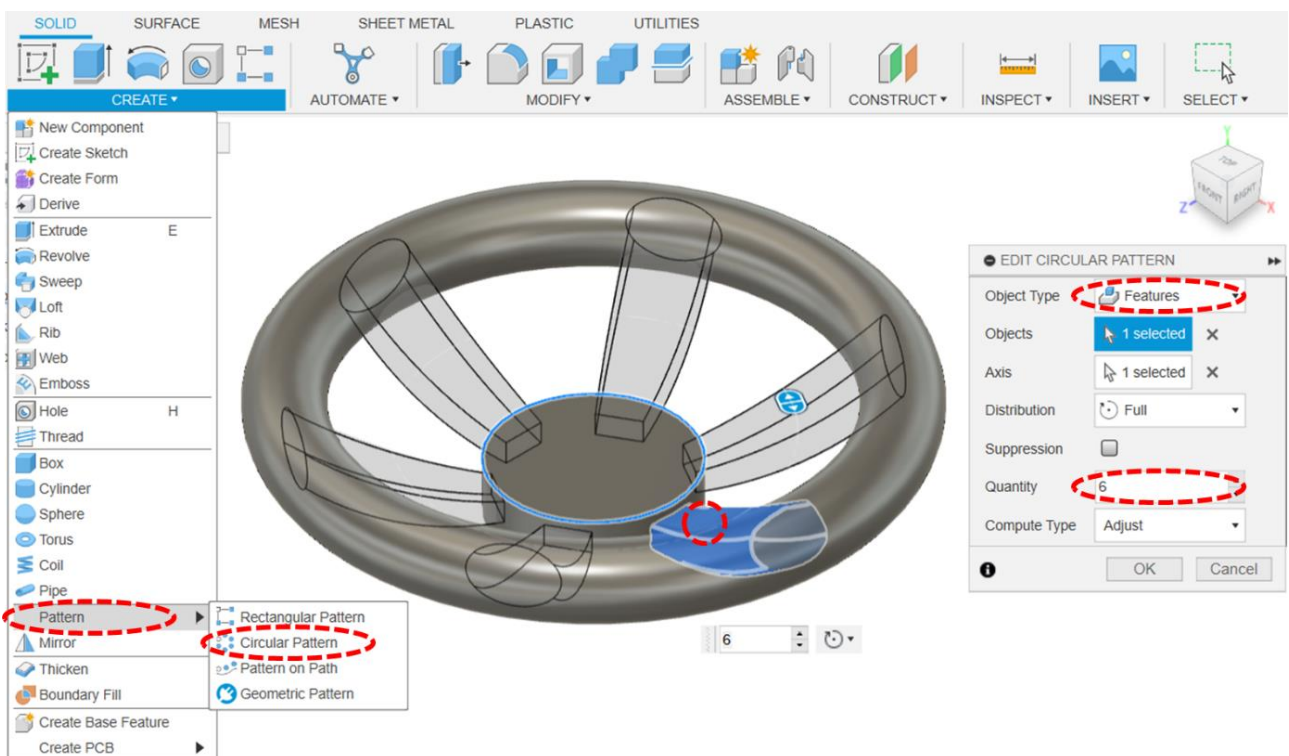 SOLID SURFACE MESH SHEET METAL PLASTIC UTILITIES
CREATE ▾ AUTOMATE ▾ MODIFY ▾ ASSEMBLE ▾ CONSTRUCT ▾ INSPECT ▾ INSERT ▾ SELECT ▾
New Component
Create Sketch
Create Form
Derive
Extrude E
Revolve
Sweep
Loft
Rib
Web
Emboss
Hole H
Thread
Box
Cylinder
Sphere
Torus
Coil
Pipe
Pattern
Mirror
Thicken
Boundary Fill
Create Base Feature
Create PCB
Rectangular Pattern
Circular Pattern
Pattern on Path
Geometric Pattern
Y
TOP
FRONT RIGHT
Z X
EDIT CIRCULAR PATTERN
Object Type Features
Objects 1 selected
Axis 1 selected
Distribution Full
Suppression
Quantity 6
Compute Type Adjust
OK Cancel
6